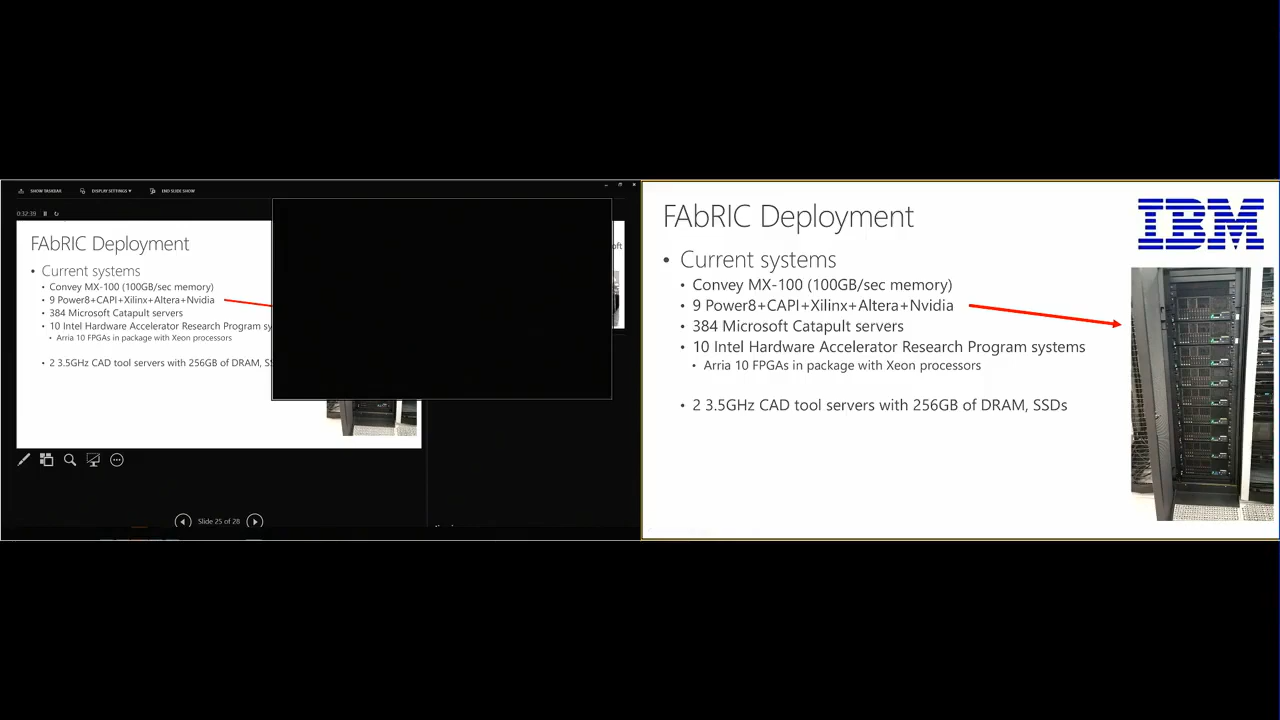 SHOW TASKBAR
DISPLAY SETTINGS ▾
END SLIDE SHOW
0:32:39
FAbRIC Deployment
• Current systems
• Convey MX-100 (100GB/sec memory)
• 9 Power8+CAPI+Xilinx+Altera+Nvidia
• 384 Microsoft Catapult servers
• 10 Intel Hardware Accelerator Research Program sy
• Arria 10 FPGAs in package with Xeon processors
• 2 3.5GHz CAD tool servers with 256GB of DRAM, SS
Slide 25 of 28
FAbRIC Deployment
IBM
• Current systems
• Convey MX-100 (100GB/sec memory)
• 9 Power8+CAPI+Xilinx+Altera+Nvidia
• 384 Microsoft Catapult servers
• 10 Intel Hardware Accelerator Research Program systems
• Arria 10 FPGAs in package with Xeon processors
• 2 3.5GHz CAD tool servers with 256GB of DRAM, SSDs